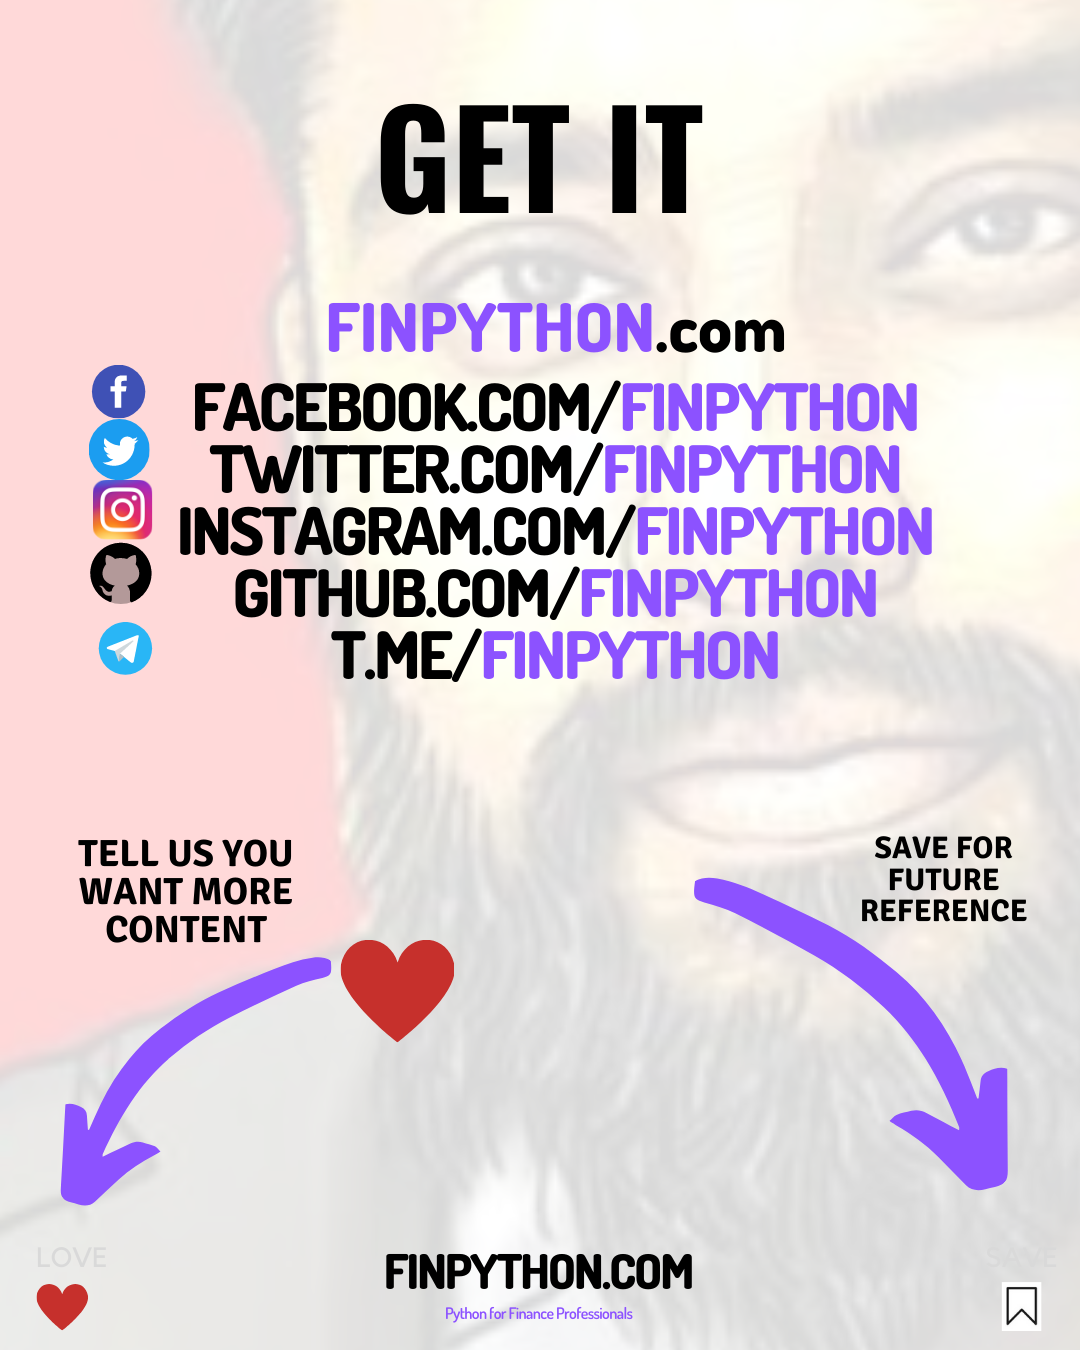 GET IT
FINPYTHON.com
FACEBOOK.COM/FINPYTHON
TWITTER.COM/FINPYTHON
INSTAGRAM.COM/FINPYTHON
GITHUB.COM/FINPYTHON
T.ME/FINPYTHON
TELL US YOU
WANT MORE
CONTENT
SAVE FOR
FUTURE
REFERENCE
LOVE
SAVE
FINPYTHON.COM
Python for Finance Professionals